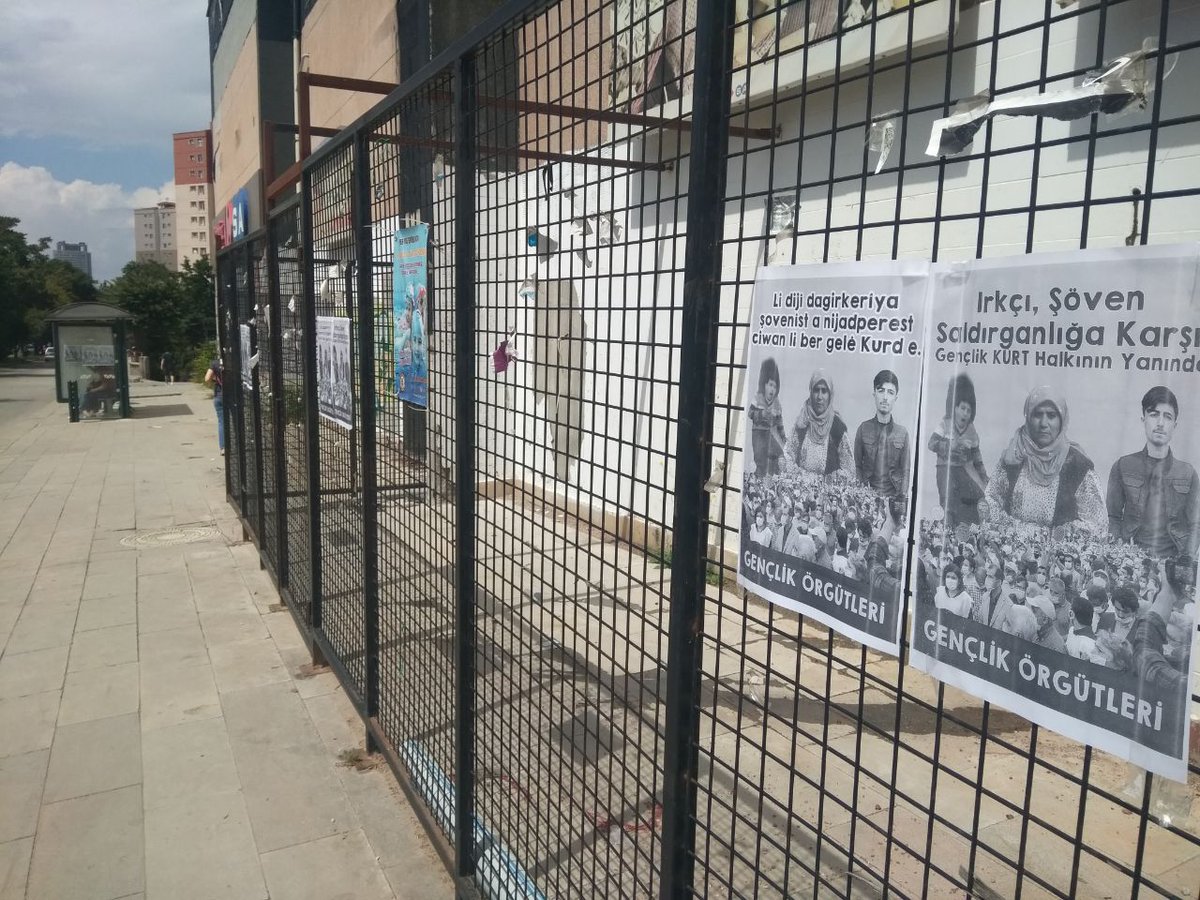 Li diji dagirkeriya
şovenist a nijadperest
ciwan li ber gelê Kurd e.
GENÇLİK ÖRGÜTLERİ
Irkçı, Şöven
Saldırganlığa Karşı
Gençlik KÜRT Halkının Yanında
GENÇLİK ÖRGÜTLERİ